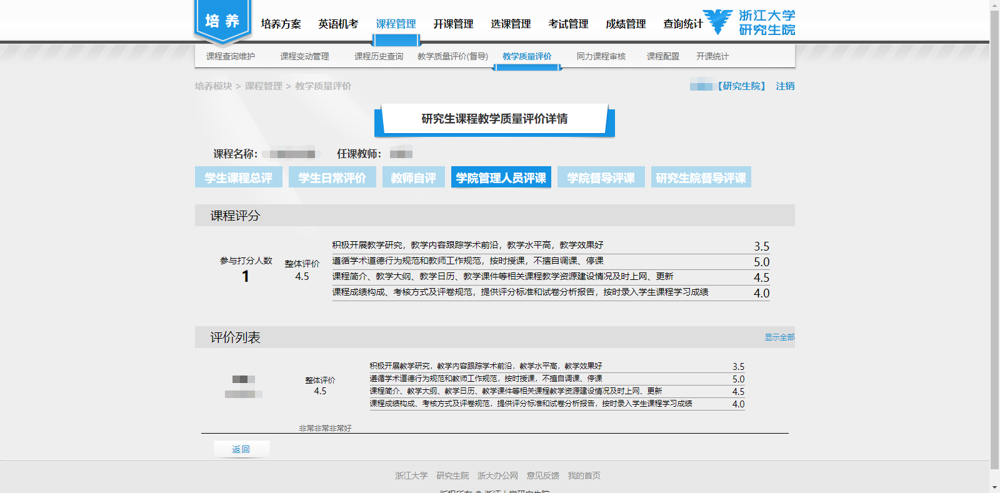 培 养
培养方案 英语机考 课程管理 开课管理 选课管理 考试管理 成绩管理 查询统计
浙江大学
研究生院
课程查询维护 课程变动管理 课程历史查询 教学质量评价(督导) 教学质量评价 同力课程审核 课程配置 开课统计
培养模块 > 课程管理 > 教学质量评价
【研究生院】 注销
研究生课程教学质量评价详情
课程名称： 任课教师：
学生课程总评 学生日常评价 教师自评 学院管理人员评课 学院督导评课 研究生院督导评课
课程评分
参与打分人数
1
整体评价
4.5
积极开展教学研究，教学内容跟踪学术前沿，教学水平高，教学效果好 3.5
遵循学术道德行为规范和教师工作规范，按时授课，不擅自调课、停课 5.0
课程简介、教学大纲、教学日历、教学课件等相关课程教学资源建设情况及时上网、更新 4.5
课程成绩构成、考核方式及评卷规范，提供评分标准和试卷分析报告，按时录入学生课程学习成绩 4.0
评价列表 显示全部
整体评价
4.5
积极开展教学研究，教学内容跟踪学术前沿，教学水平高，教学效果好 3.5
遵循学术道德行为规范和教师工作规范，按时授课，不擅自调课、停课 5.0
课程简介、教学大纲、教学日历、教学课件等相关课程教学资源建设情况及时上网、更新 4.5
课程成绩构成、考核方式及评卷规范，提供评分标准和试卷分析报告，按时录入学生课程学习成绩 4.0
非常非常非常好
返回
浙江大学 研究生院 浙大办公网 意见反馈 我的首页
版权所有 © 浙江大学研究生院